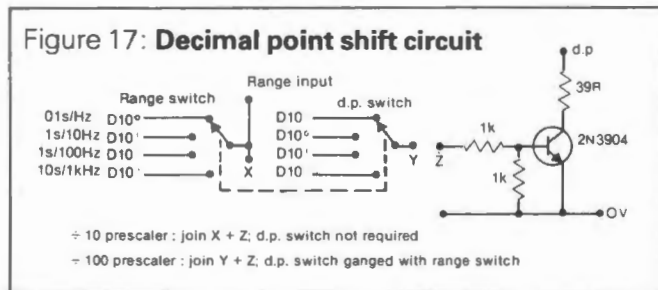 Figure 17: Decimal point shift circuit
Range input
Range switch
d.p. switch
d.p
39R
2N3904
1k
1k
01s/Hz D10⁰
1s/10Hz D10'
1s/100Hz D10
10s/1kHz D10
D10
D10⁰
D10'
D10
X
Y
Z
0V
÷ 10 prescaler : join X + Z; d.p. switch not required
÷ 100 prescaler : join Y + Z; d.p. switch ganged with range switch